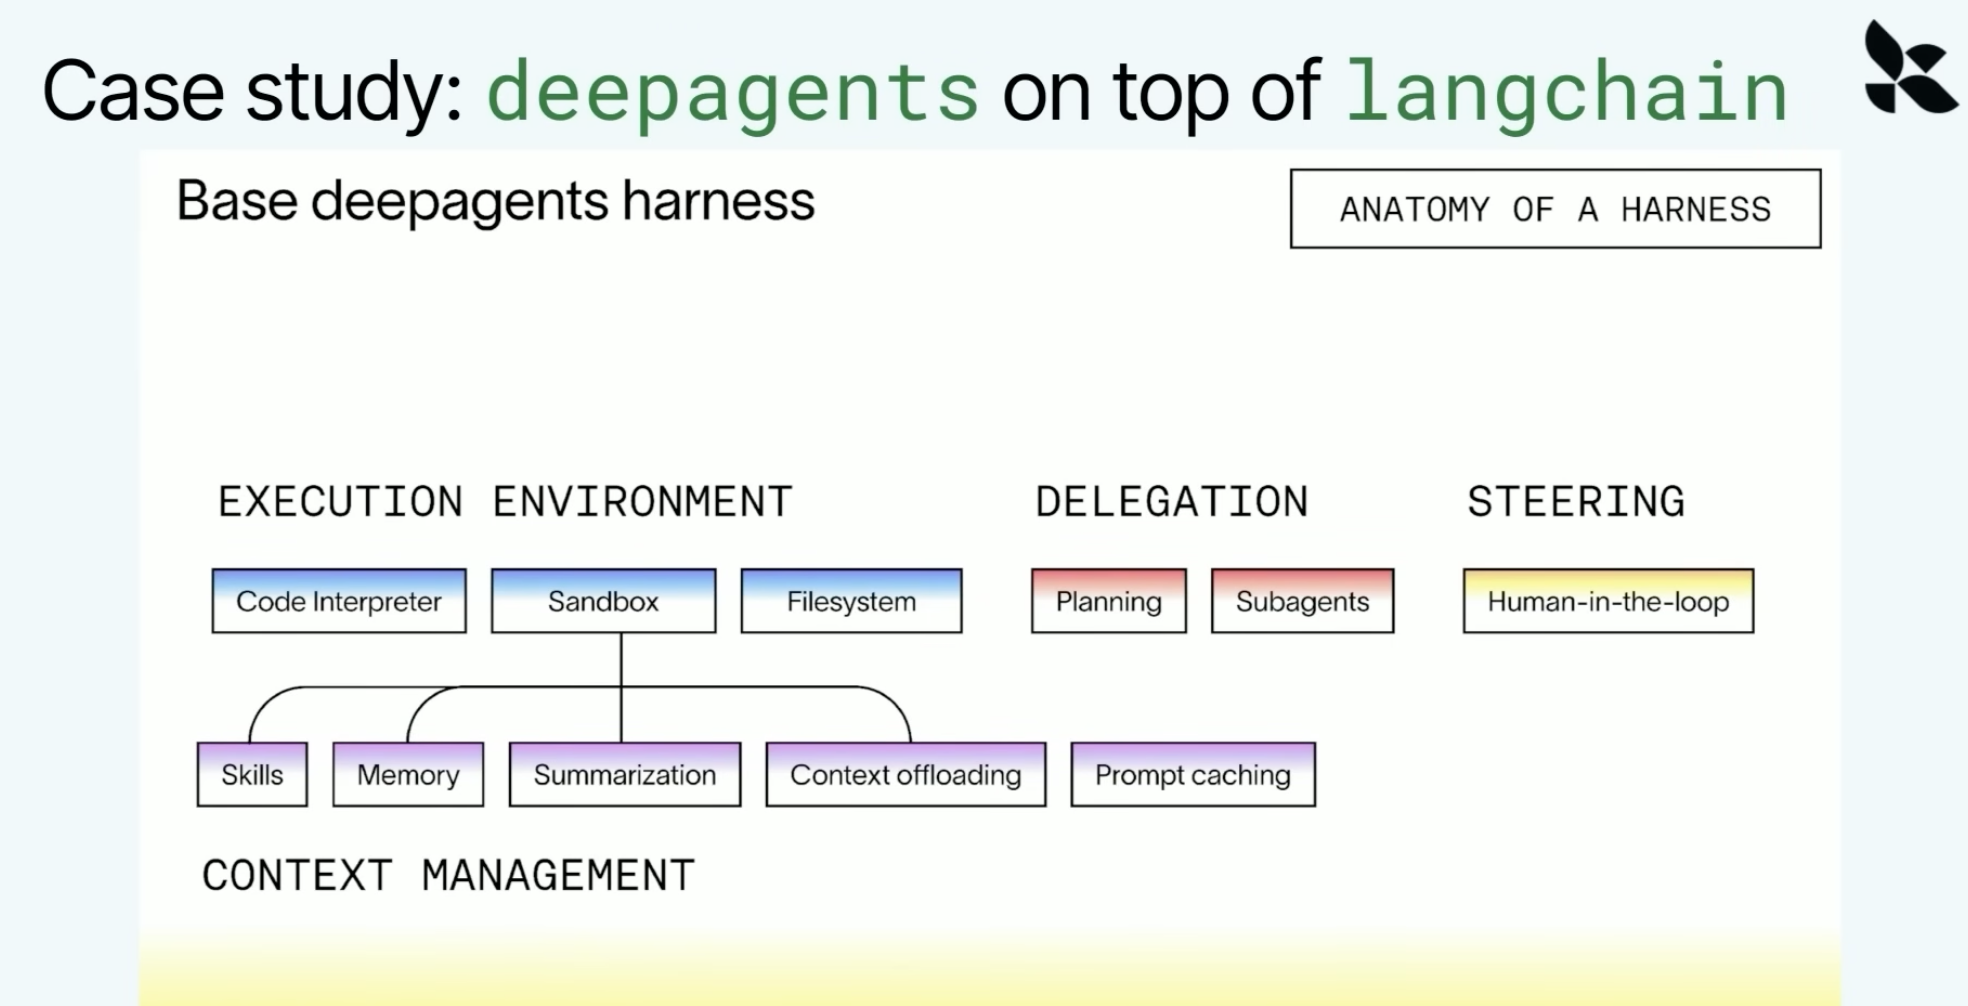 Case study: deepagents on top of langchain
Base deepagents harness
ANATOMY OF A HARNESS
EXECUTION ENVIRONMENT
DELEGATION
STEERING
Code Interpreter
Sandbox
Filesystem
Planning
Subagents
Human-in-the-loop
Skills
Memory
Summarization
Context offloading
Prompt caching
CONTEXT MANAGEMENT